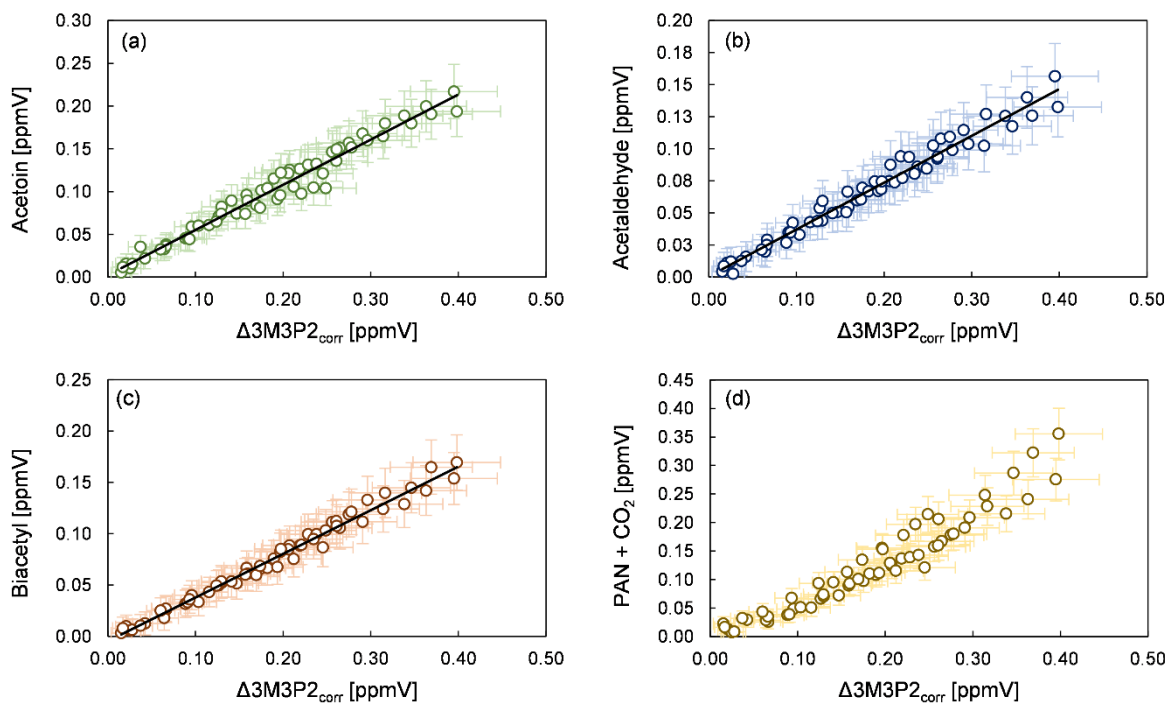 (a)
Acetoin [ppmV]
0.30
0.25
0.20
0.15
0.10
0.05
0.00
0.00 0.10 0.20 0.30 0.40 0.50
Δ3M3P2corr [ppmV]
(b)
Acetaldehyde [ppmV]
0.20
0.18
0.15
0.13
0.10
0.08
0.05
0.03
0.00
0.00 0.10 0.20 0.30 0.40 0.50
Δ3M3P2corr [ppmV]
(c)
Biacetyl [ppmV]
0.25
0.20
0.15
0.10
0.05
0.00
0.00 0.10 0.20 0.30 0.40 0.50
Δ3M3P2corr [ppmV]
(d)
PAN + CO₂ [ppmV]
0.45
0.40
0.35
0.30
0.25
0.20
0.15
0.10
0.05
0.00
0.00 0.10 0.20 0.30 0.40 0.50
Δ3M3P2corr [ppmV]